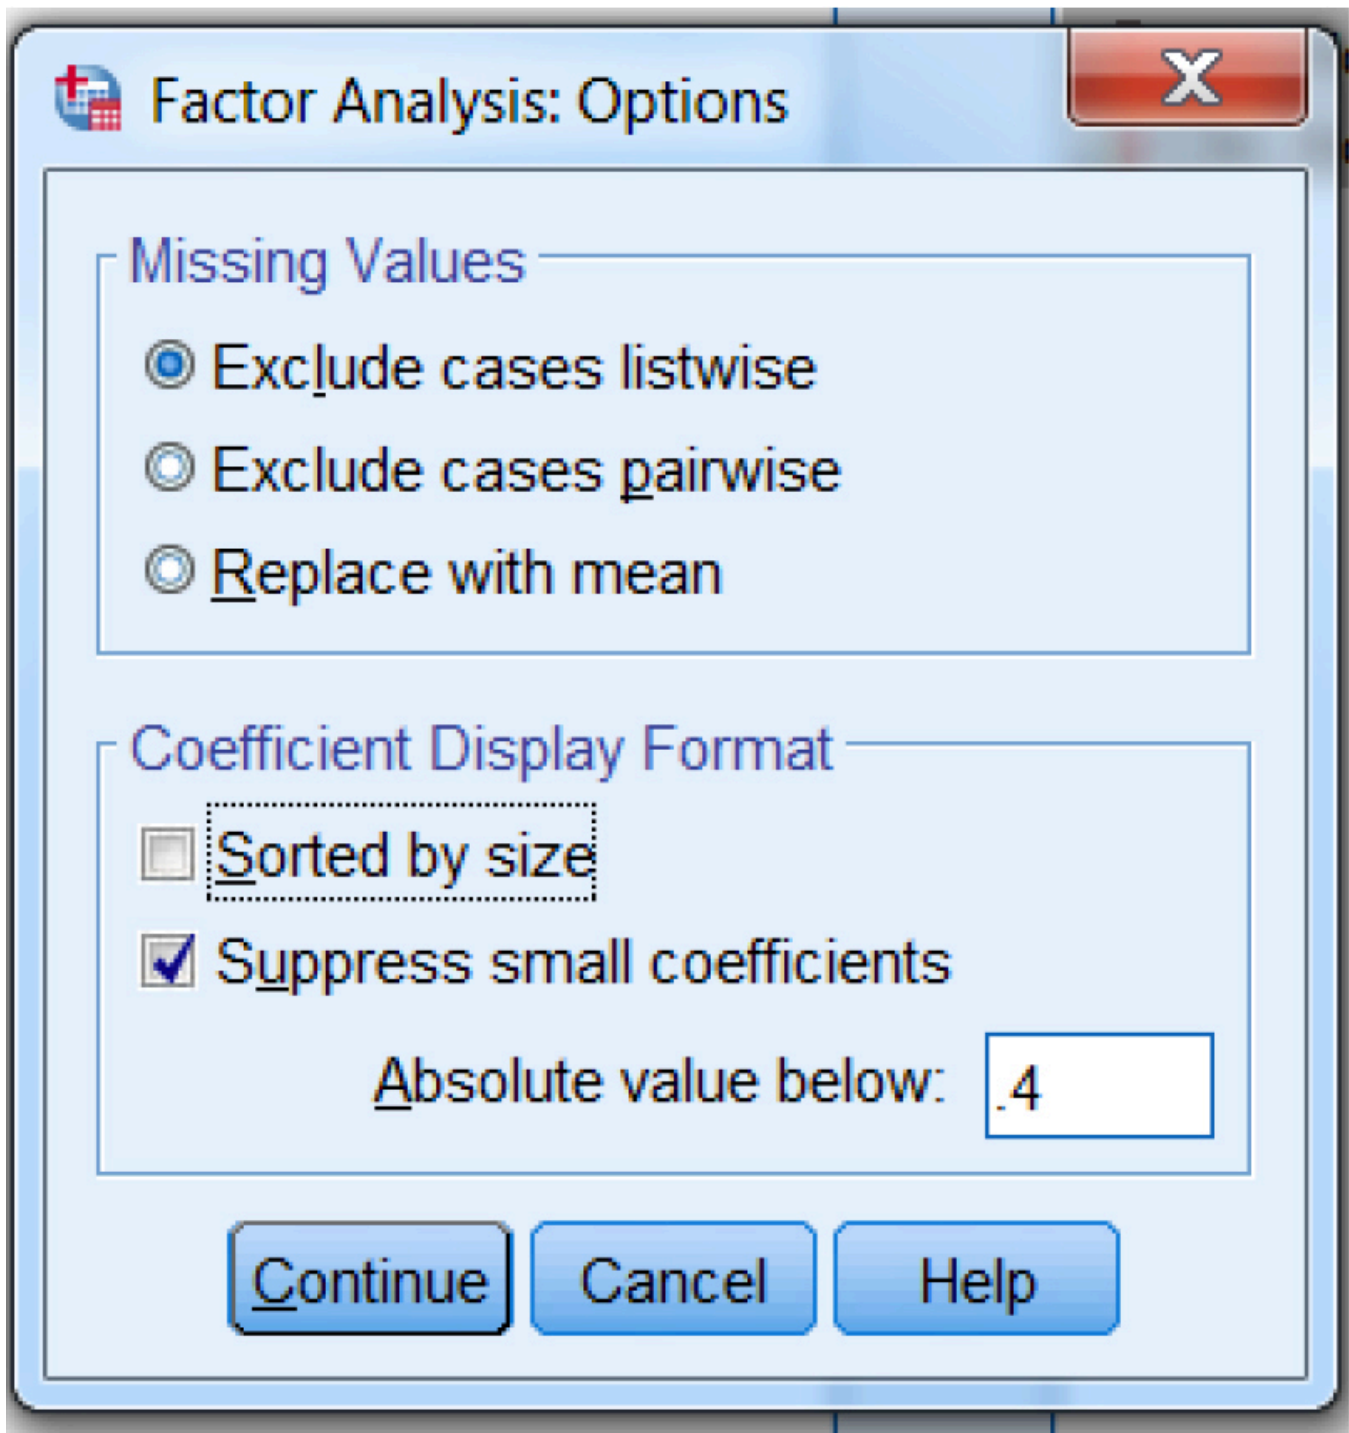 Factor Analysis: Options
X
Missing Values
Exclude cases listwise
Exclude cases pairwise
Replace with mean
Coefficient Display Format
Sorted by size
Suppress small coefficients
Absolute value below: .4
Continue Cancel Help